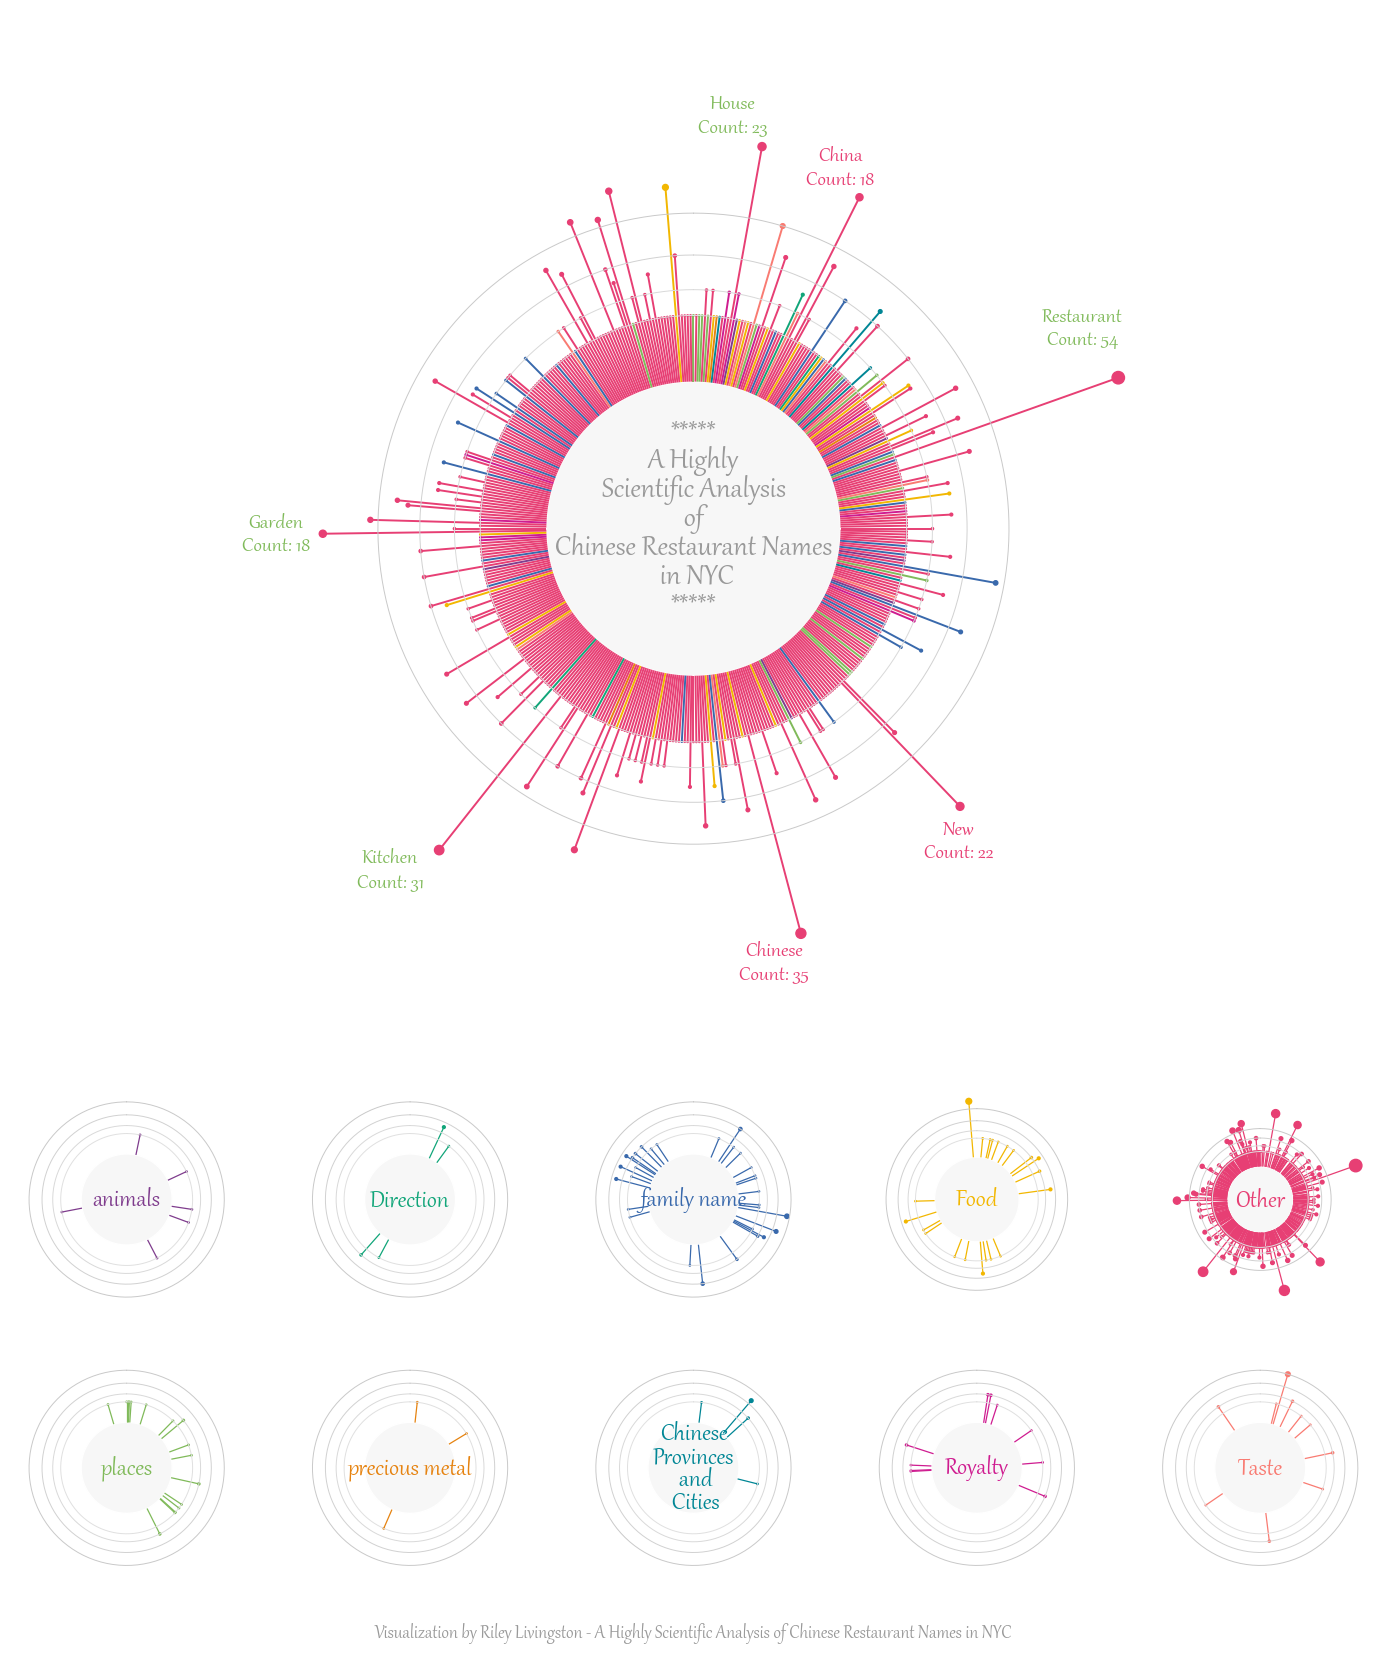 House
Count: 23
China
Count: 18
Restaurant
Count: 54
*****
A Highly
Scientific Analysis
of
Chinese Restaurant Names
in NYC
*****
Garden
Count: 18
New
Count: 22
Kitchen
Count: 31
Chinese
Count: 35
animals
Direction
family name
Food
Other
places
precious metal
Chinese
Provinces
and
Cities
Royalty
Taste
Visualization by Riley Livingston - A Highly Scientific Analysis of Chinese Restaurant Names in NYC